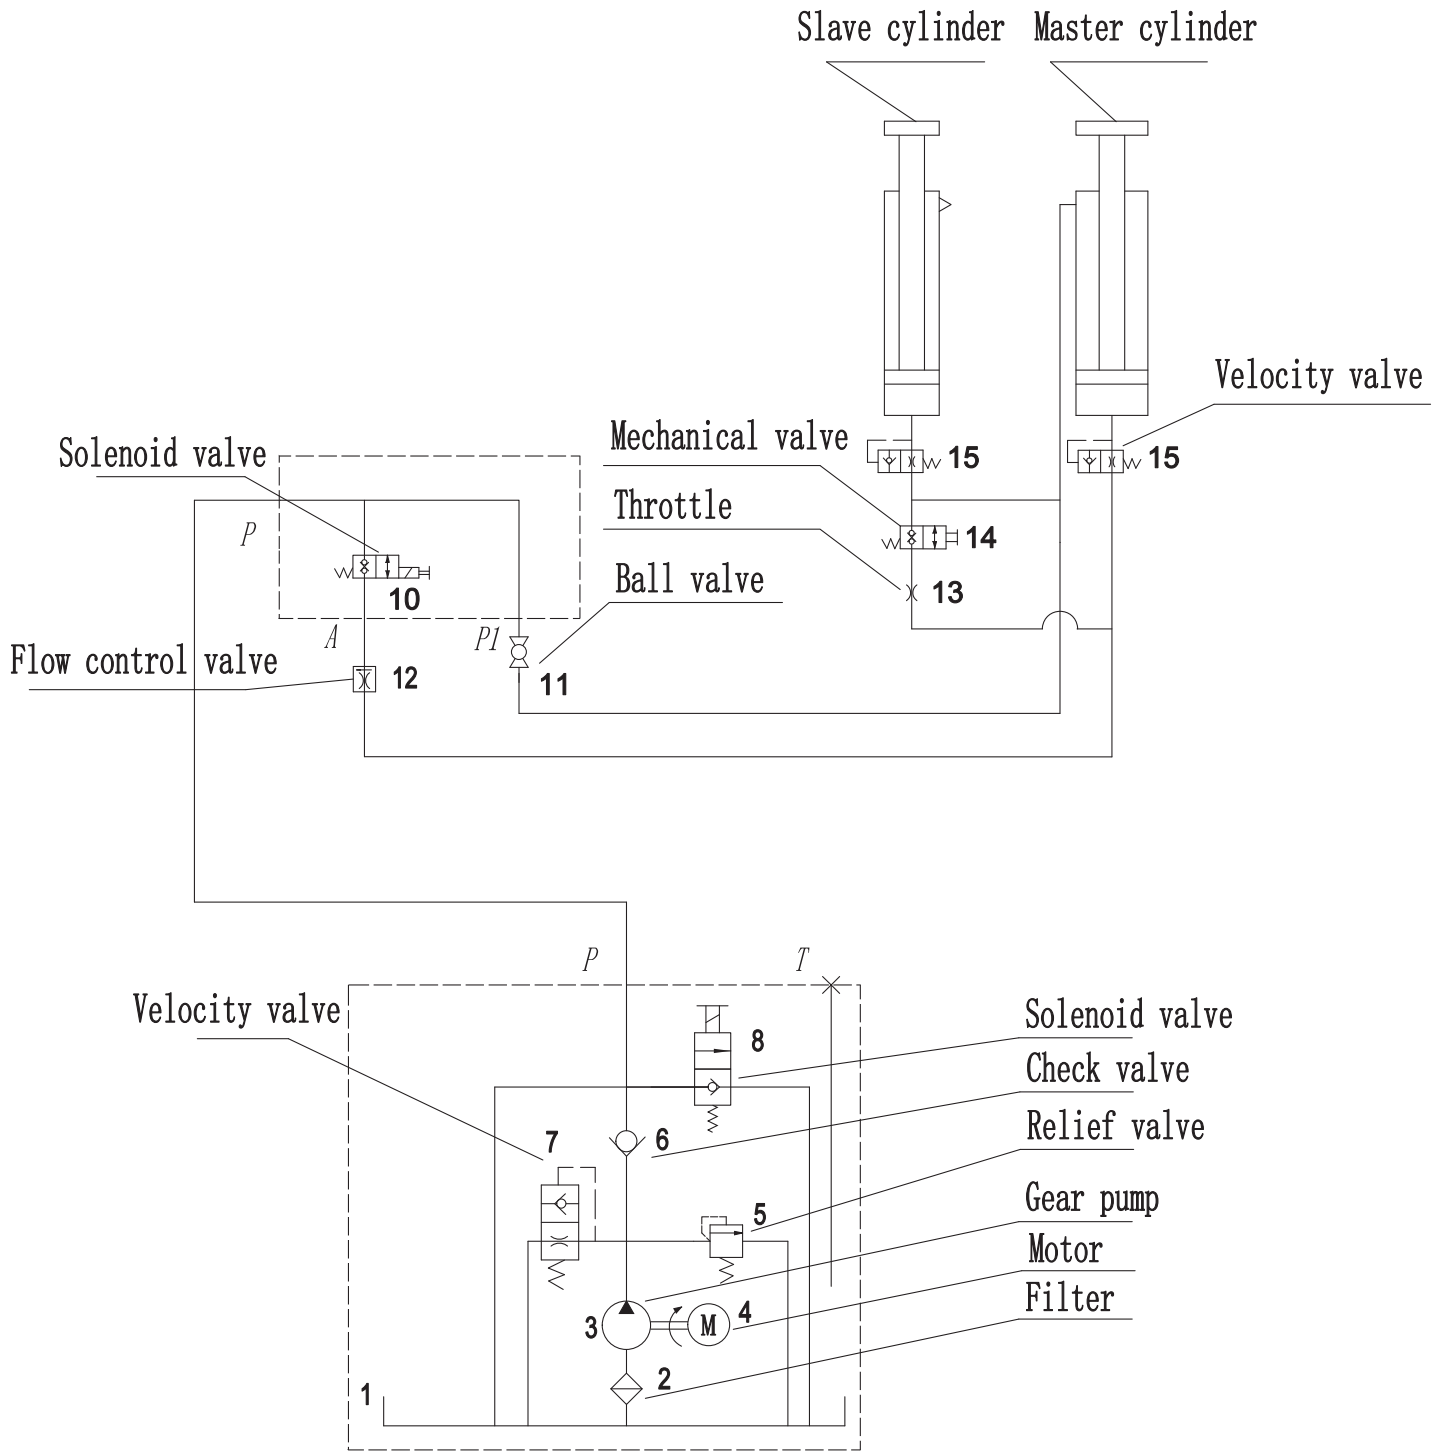 Slave cylinder Master cylinder
Velocity valve
Mechanical valve 15 15
Solenoid valve
Throttle
P 14
Ball valve 13
10
A P1
Flow control valve 12 11
P T
Velocity valve
Solenoid valve
8
Check valve
7 6
Relief valve
5
Gear pump
Motor
Filter
3 M 4
2
1